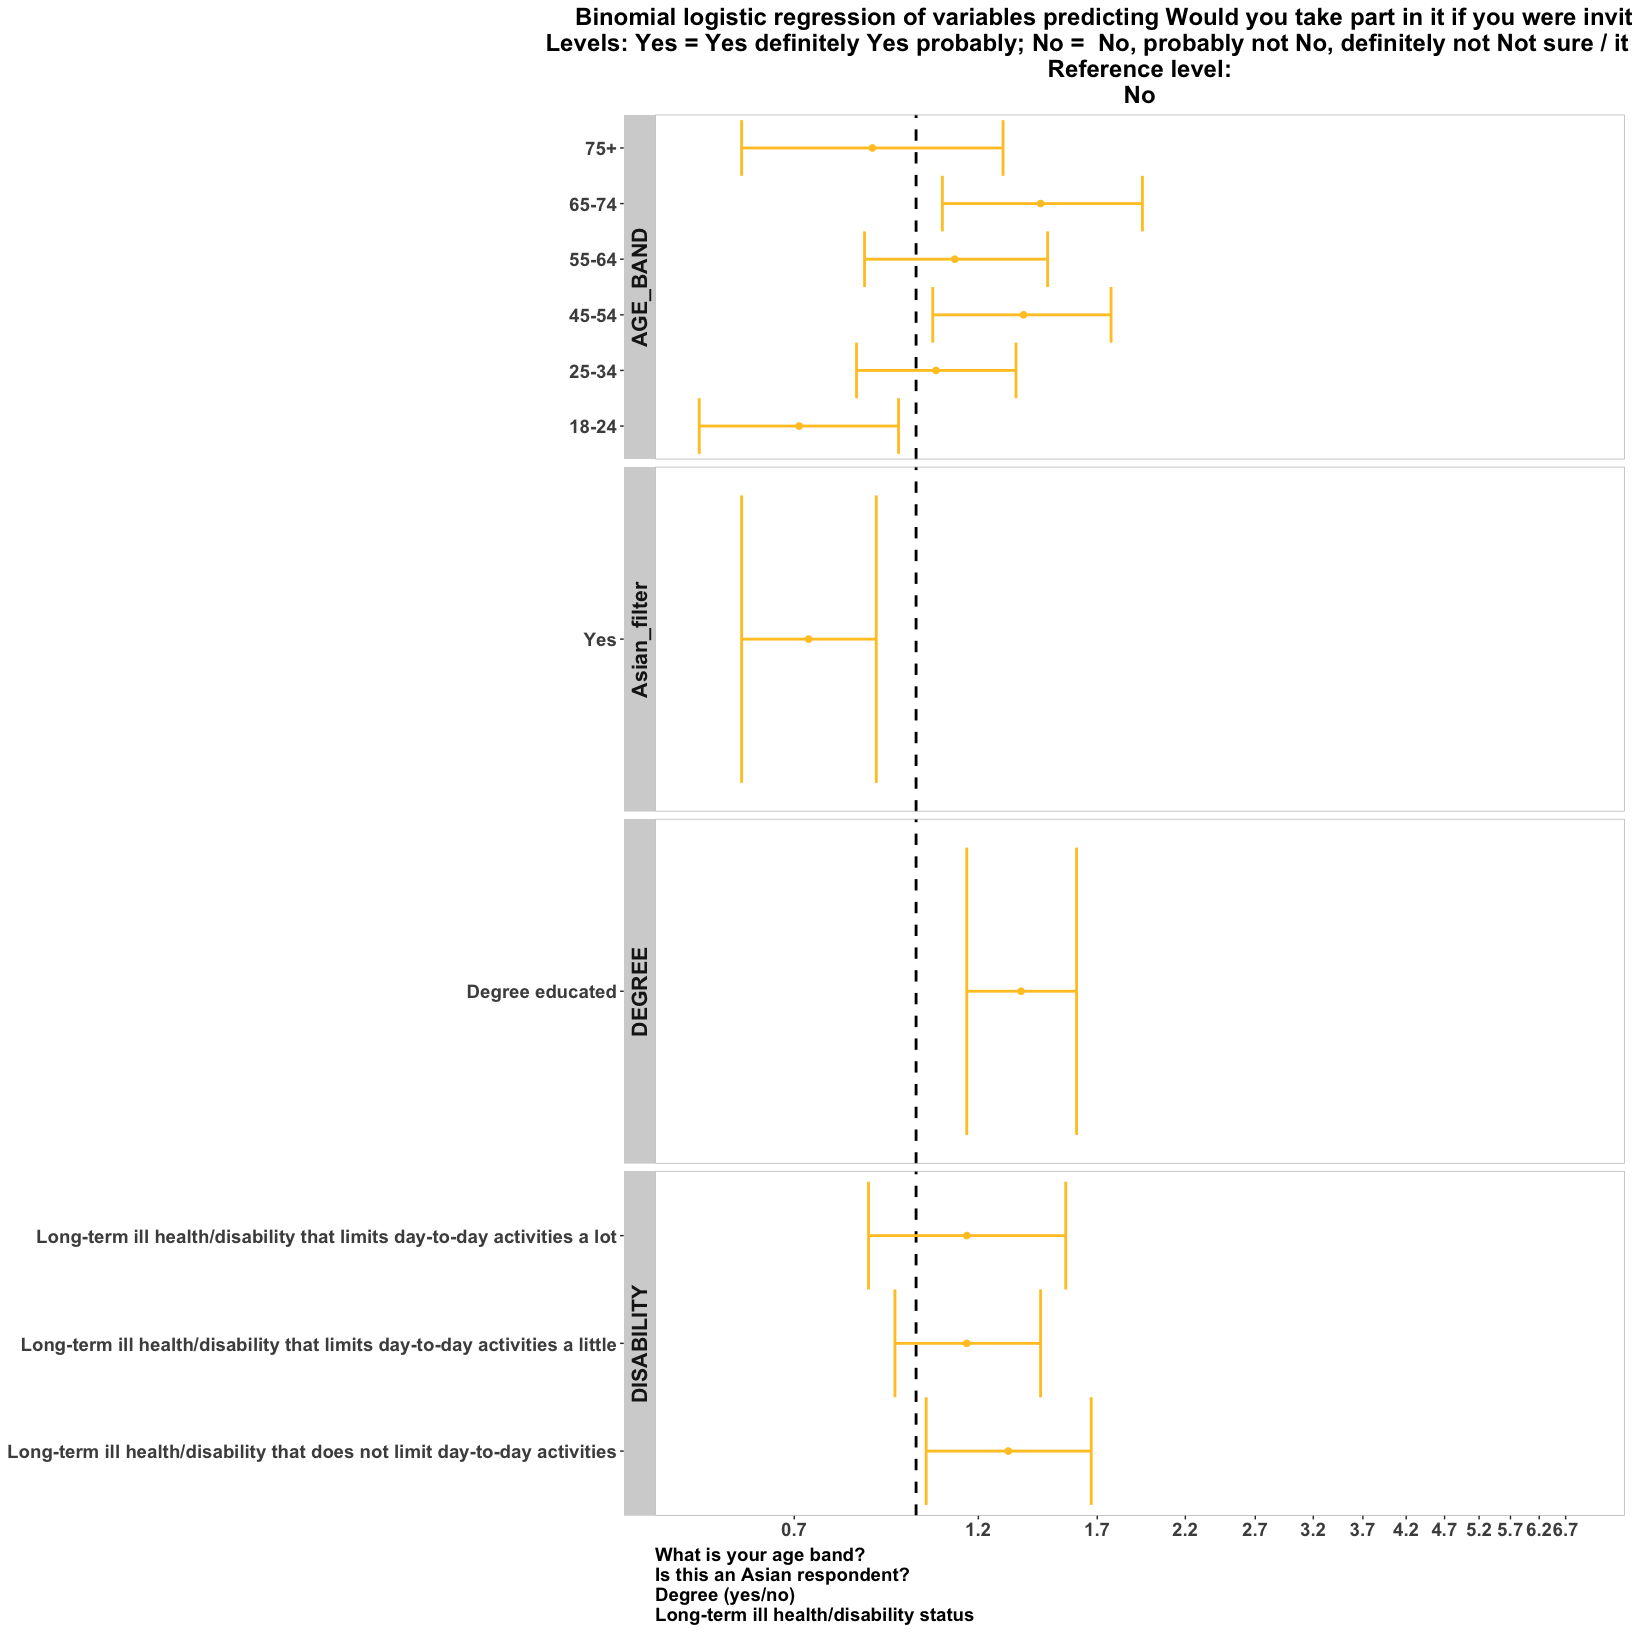 Binomial logistic regression of variables predicting Would you take part in it if you were invit
Levels: Yes = Yes definitely Yes probably; No =  No, probably not No, definitely not Not sure / it
Reference level:
No
AGE_BAND
75+
65-74
55-64
45-54
25-34
18-24
Asian_filter
Yes
DEGREE
Degree educated
DISABILITY
Long-term ill health/disability that limits day-to-day activities a lot
Long-term ill health/disability that limits day-to-day activities a little
Long-term ill health/disability that does not limit day-to-day activities
0.7 1.2 1.7 2.2 2.7 3.2 3.7 4.2 4.7 5.2 5.7 6.2 6.7
What is your age band?
Is this an Asian respondent?
Degree (yes/no)
Long-term ill health/disability status